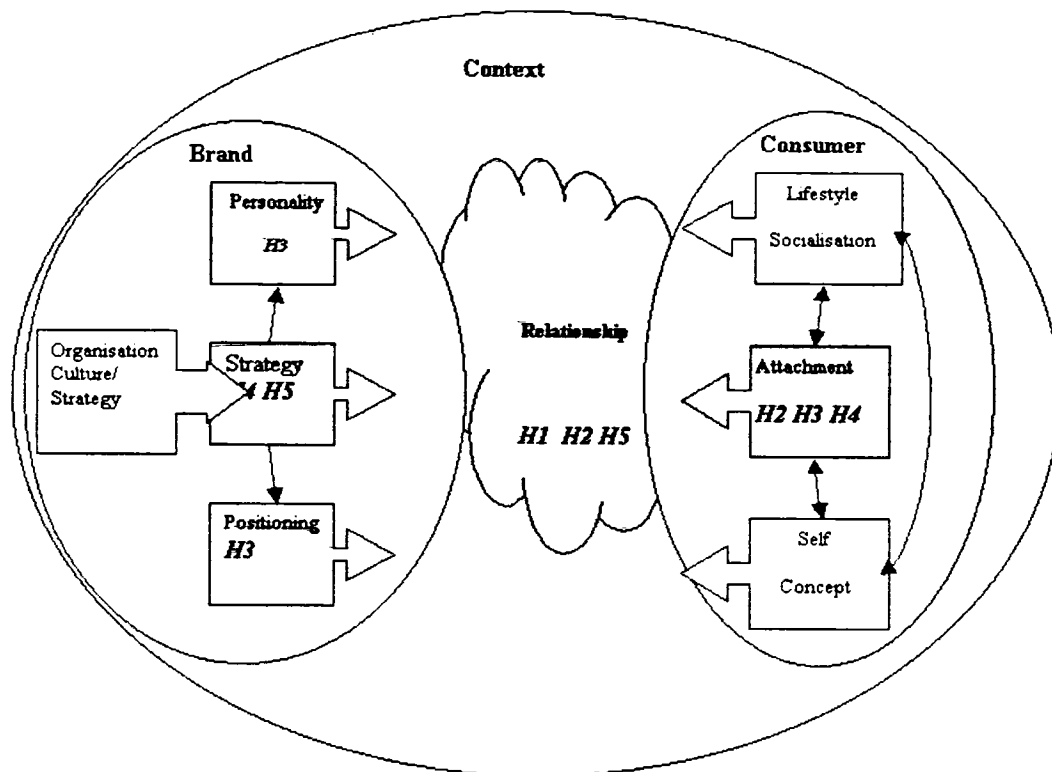 Context
Brand
Personality
H3
Organisation
Culture/
Strategy
Strategy
H5
Positioning
H3
Relationship
H1 H2 H5
Consumer
Lifestyle
Socialisation
Attachment
H2 H3 H4
Self
Concept